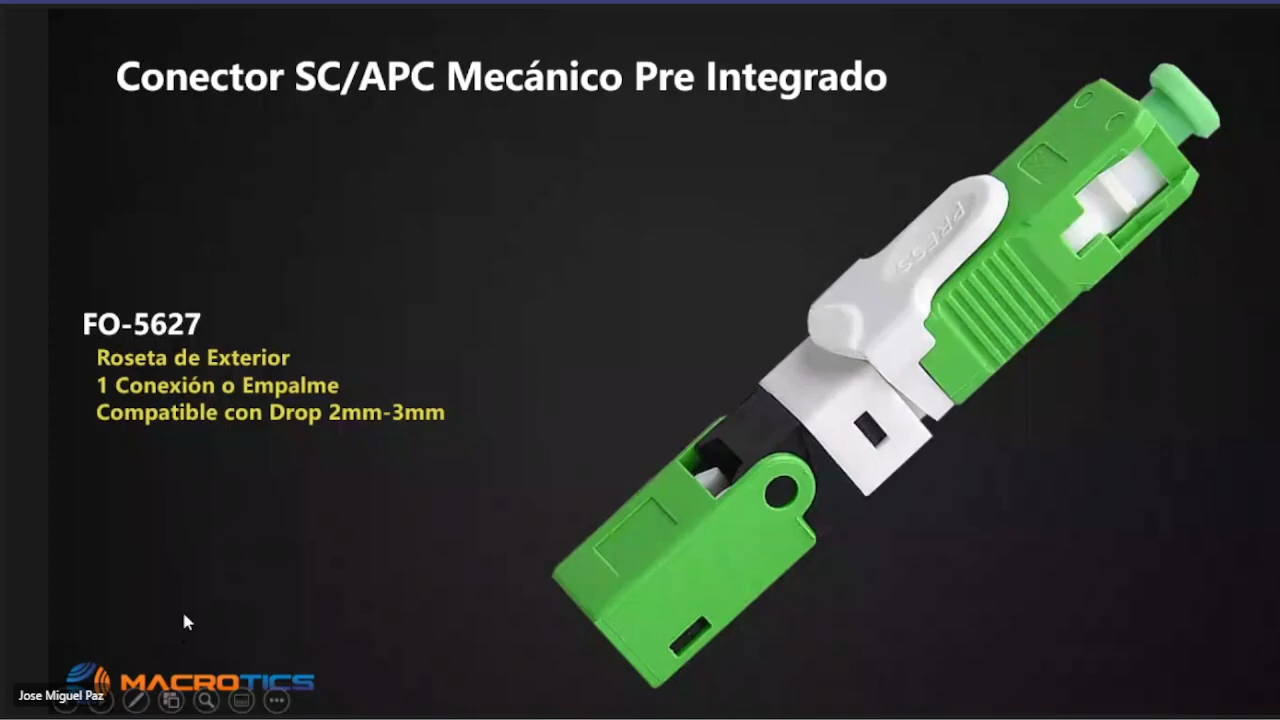 Conector SC/APC Mecánico Pre Integrado
PRESS
FO-5627
Roseta de Exterior
1 Conexión o Empalme
Compatible con Drop 2mm-3mm
MACROTICS
Jose Miguel Paz